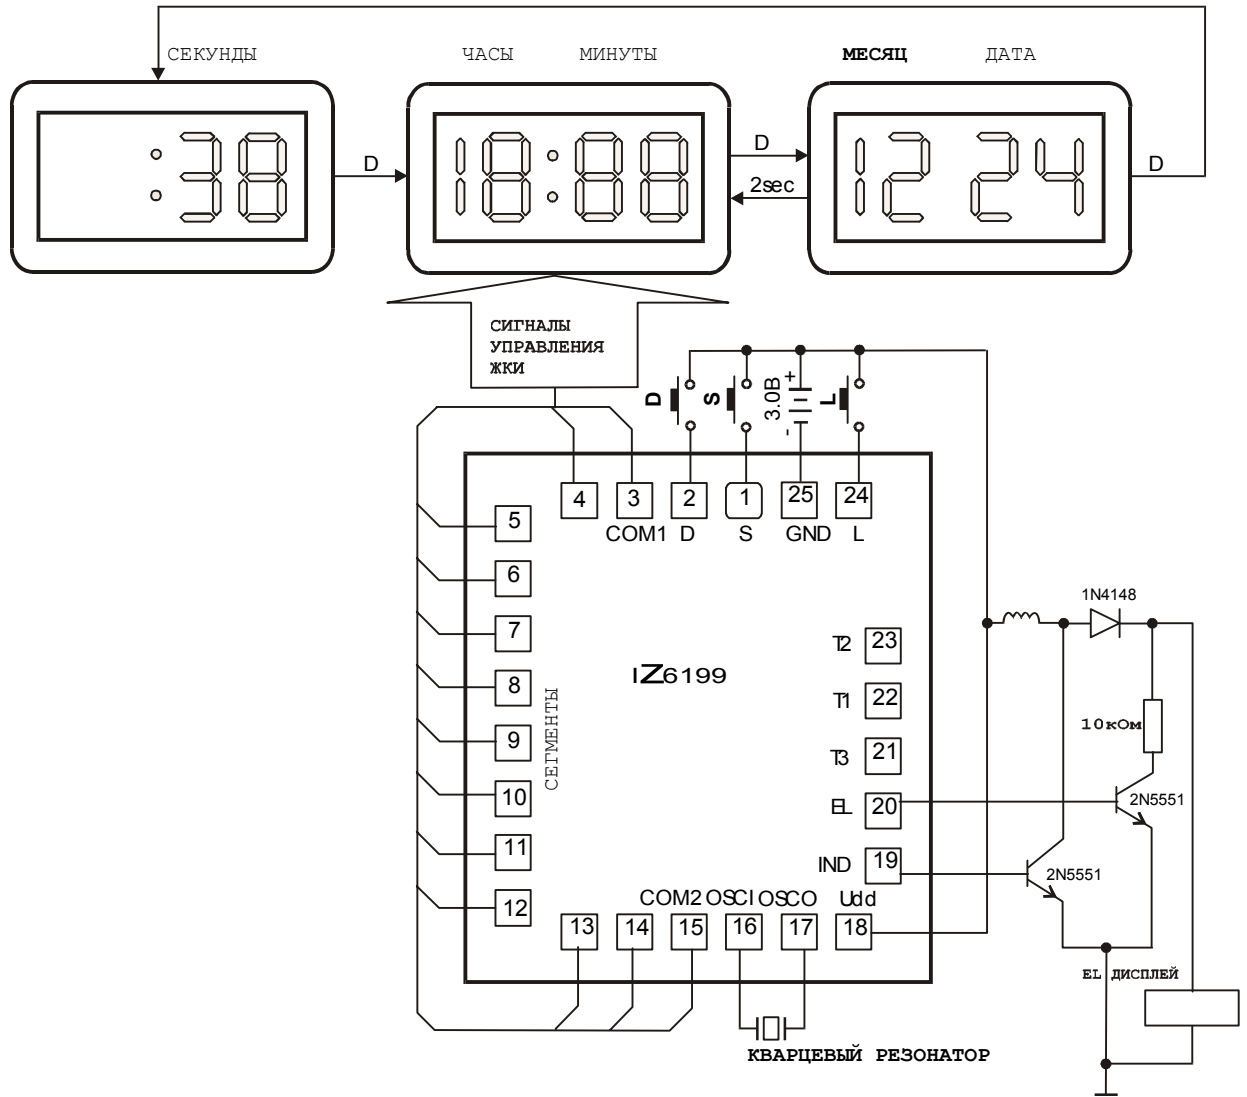 СЕКУНДЫ
ЧАСЫ
МИНУТЫ
МЕСЯЦ
ДАТА
:38
D
18:88
D
2sec
12 24
D
СИГНАЛЫ
УПРАВЛЕНИЯ
ЖКИ
D
S
3.0В
+
-
L
4
3
2
1
25
24
COM1
D
S
GND
L
5
6
7
8
9
10
11
12
СЕГМЕНТЫ
IZ6199
T2
23
T1
22
T3
21
EL
20
IND
19
1N4148
10кОм
2N5551
2N5551
COM2
OSCI
OSCO
Udd
13
14
15
16
17
18
EL ДИСПЛЕЙ
КВАРЦЕВЫЙ РЕЗОНАТОР